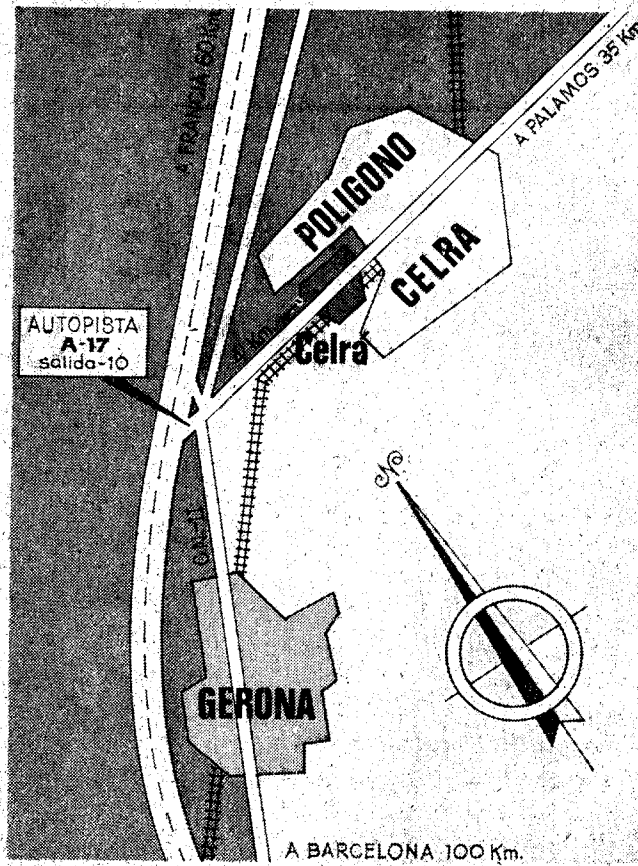 A FRANCIA 60 Km.
A PALAMOS 35 Km.
POLIGONO
CELRA
AUTOPISTA
A-17
salida-10
Celrá
N
GERONA
A BARCELONA 100 Km.